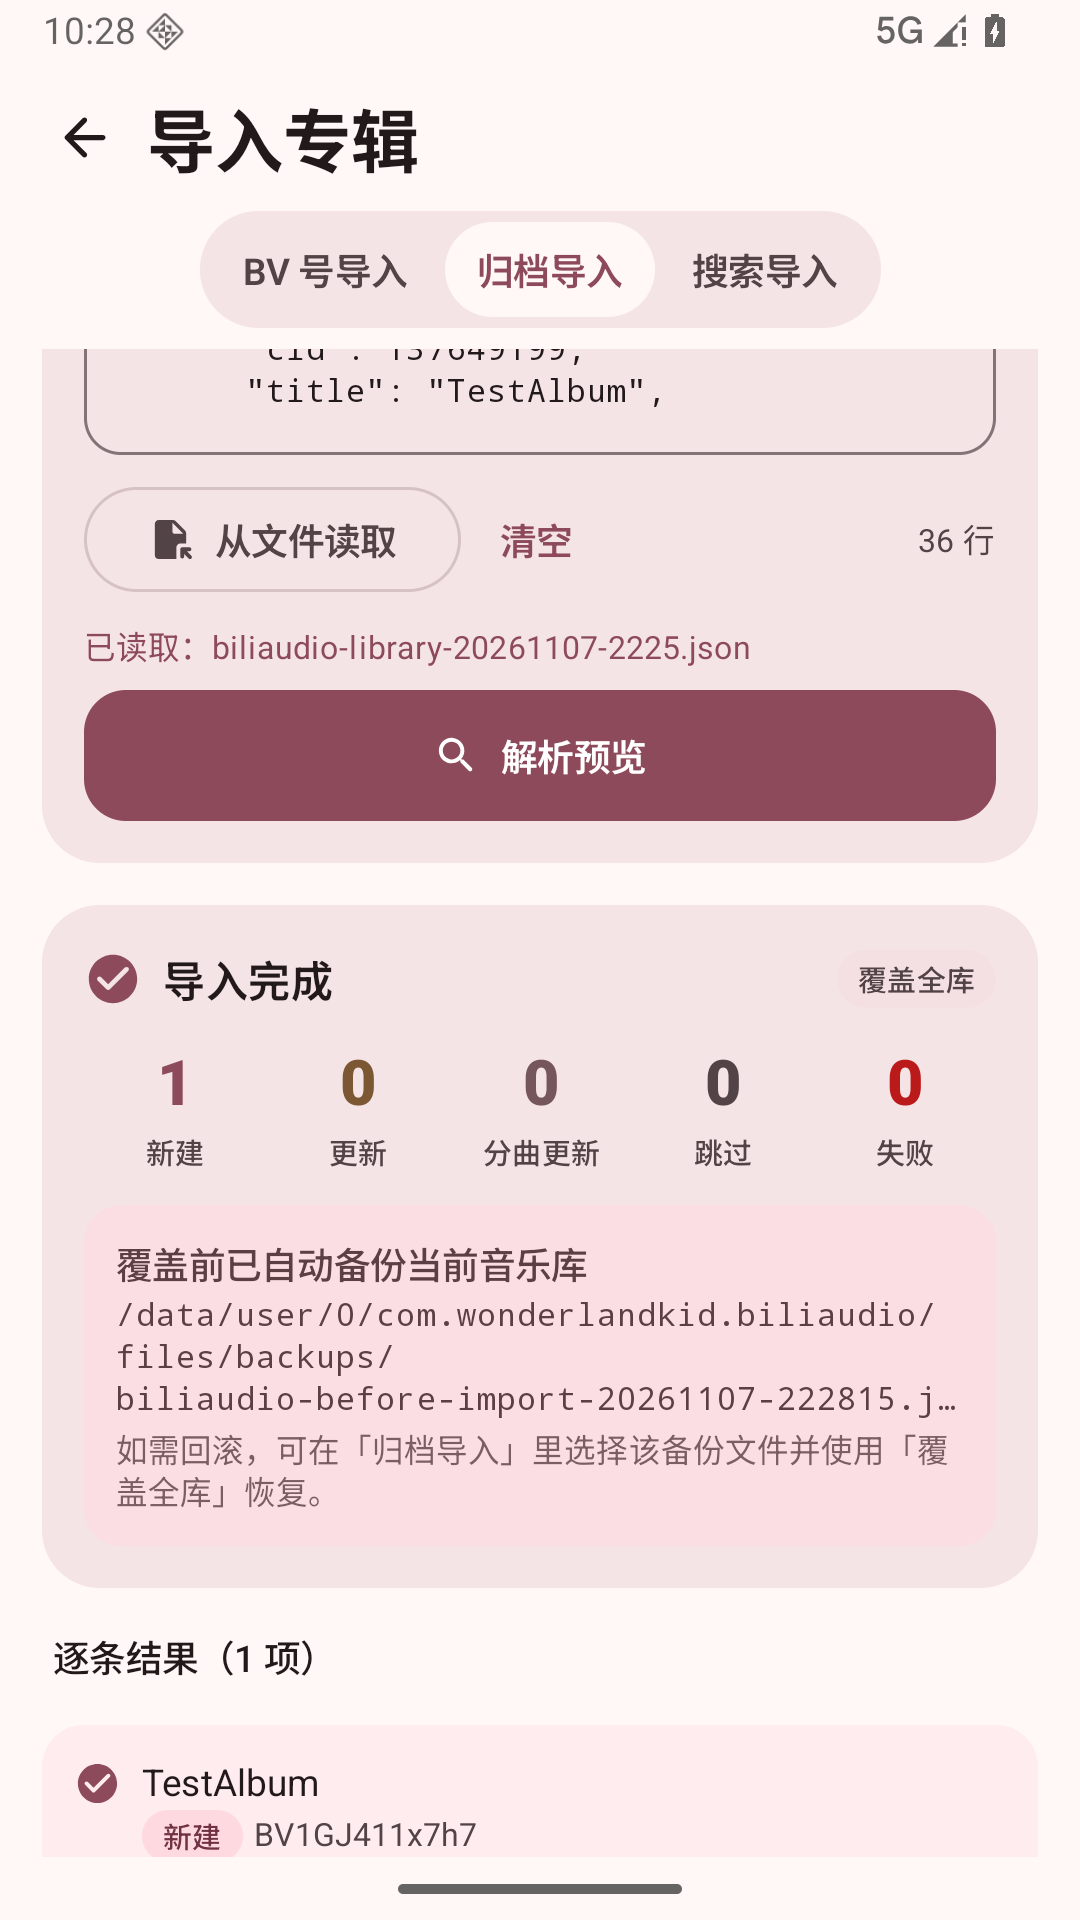 10:28
5G
导入专辑
BV 号导入
归档导入
搜索导入
"cid": 137649199,
"title": "TestAlbum",
从文件读取
清空
36 行
已读取：biliaudio-library-20261107-2225.json
解析预览
导入完成
覆盖全库
1
0
0
0
0
新建
更新
分曲更新
跳过
失败
覆盖前已自动备份当前音乐库
/data/user/0/com.wonderlandkid.biliaudio/
files/backups/
biliaudio-before-import-20261107-222815.j…
如需回滚，可在「归档导入」里选择该备份文件并使用「覆
盖全库」恢复。
逐条结果（1 项）
TestAlbum
新建
BV1GJ411x7h7